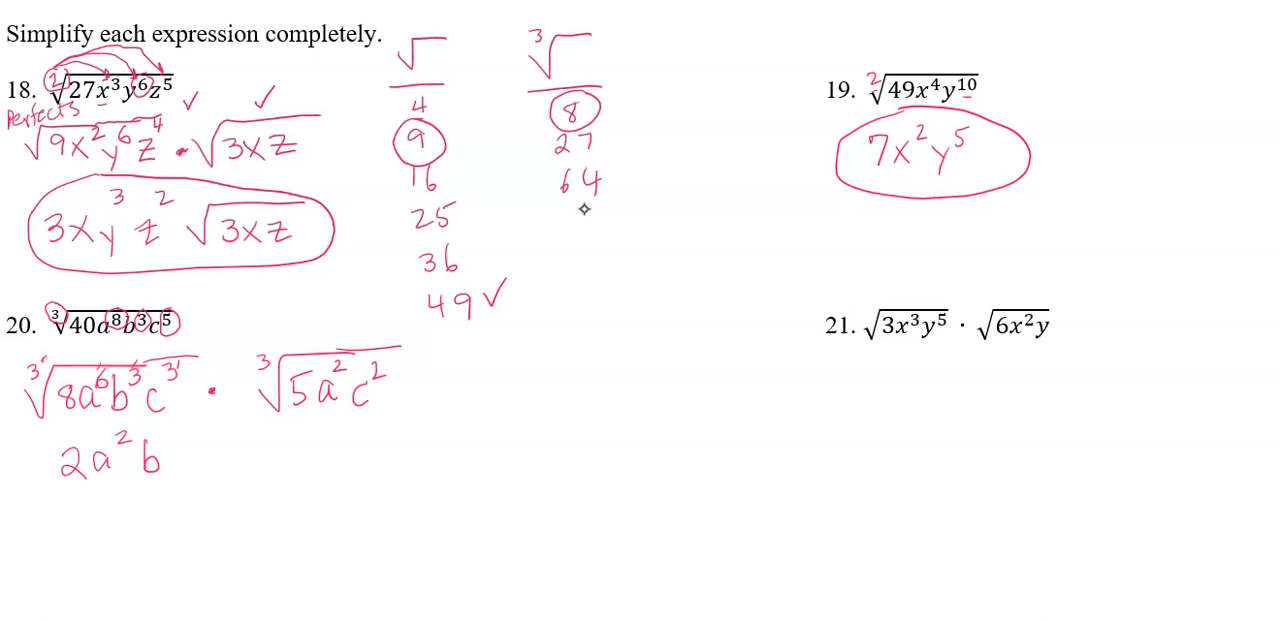 Simplify each expression completely.
18. ²√27x³y⁶z⁵
Perfects
√9x²y⁶z⁴ · √3xz
3xy³z²√3xz
√
4
9
16
25
36
49✓
³√
8
27
64
19. ²√49x⁴y¹⁰
7x²y⁵
20. ³√40a⁸b³c⁵
³√8a⁶b³c³ · ³√5a²c²
2a²b
21. √3x³y⁵ · √6x²y